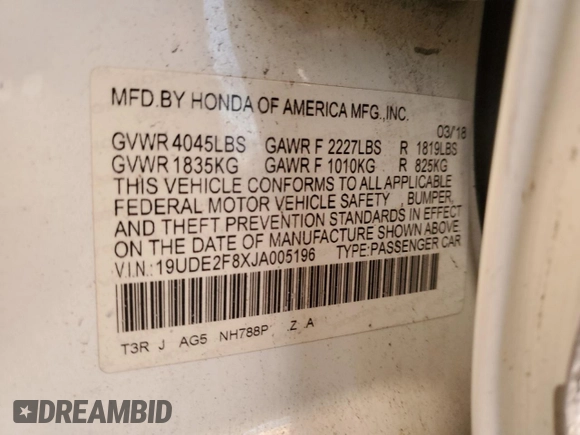 MFD.BY HONDA OF AMERICA MFG.,INC.
03/18
GVWR 4045LBS GAWR F 2227LBS R 1819LBS
GVWR 1835KG GAWR F 1010KG R 825KG
THIS VEHICLE CONFORMS TO ALL APPLICABLE
FEDERAL MOTOR VEHICLE SAFETY , BUMPER,
AND THEFT PREVENTION STANDARDS IN EFFECT
ON THE DATE OF MANUFACTURE SHOWN ABOVE.
V.I.N: 19UDE2F8XJA005196 TYPE:PASSENGER CAR
T3R J AG5 NH788P Z A
DREAMBID